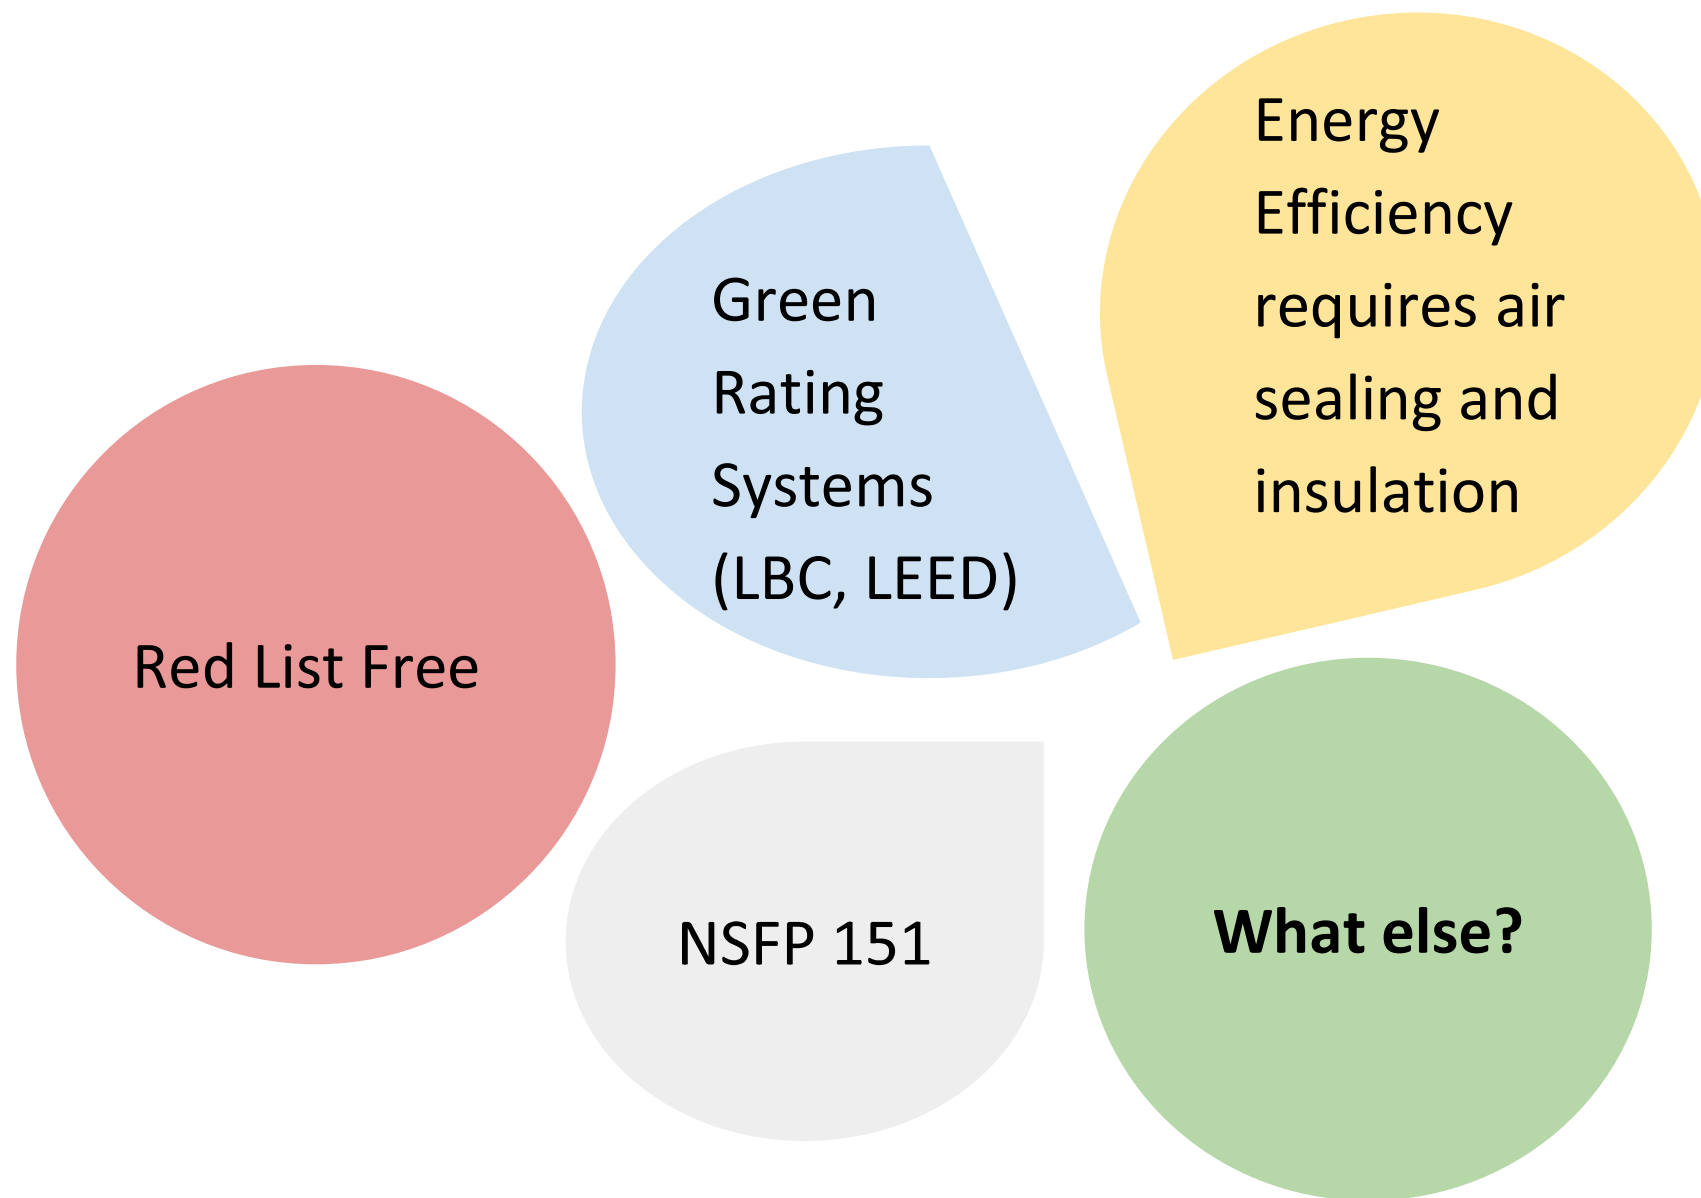 Energy
Efficiency
requires air
sealing and
insulation
Green
Rating
Systems
(LBC, LEED)
Red List Free
NSFP 151
What else?